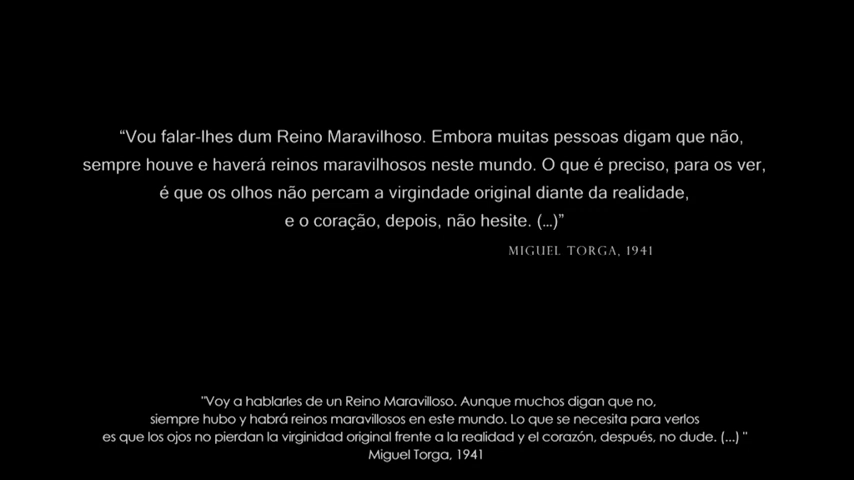 “Vou falar-lhes dum Reino Maravilhoso. Embora muitas pessoas digam que não,
sempre houve e haverá reinos maravilhosos neste mundo. O que é preciso, para os ver,
é que os olhos não percam a virgindade original diante da realidade,
e o coração, depois, não hesite. (...)”
MIGUEL TORGA, 1941
"Voy a hablarles de un Reino Maravilloso. Aunque muchos digan que no,
siempre hubo y habrá reinos maravillosos en este mundo. Lo que se necesita para verlos
es que los ojos no pierdan la virginidad original frente a la realidad y el corazón, después, no dude. (...) "
Miguel Torga, 1941